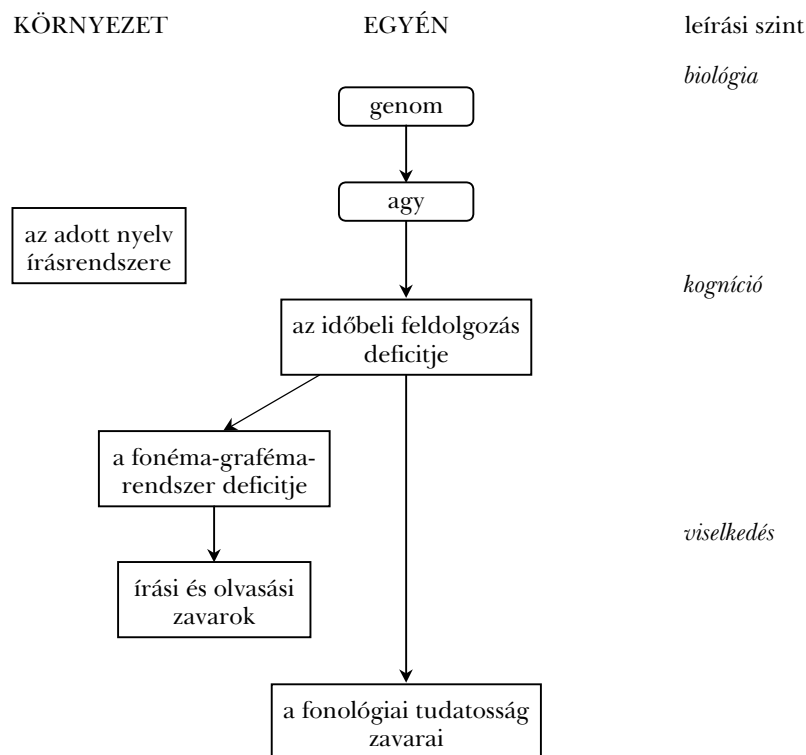 KÖRNYEZET EGYÉN leírási szint
biológia
genom
agy
az adott nyelv
írásrendszere
kogníció
az időbeli feldolgozás
deficitje
a fonéma-graféma-
rendszer deficitje
viselkedés
írási és olvasási
zavarok
a fonológiai tudatosság
zavarai